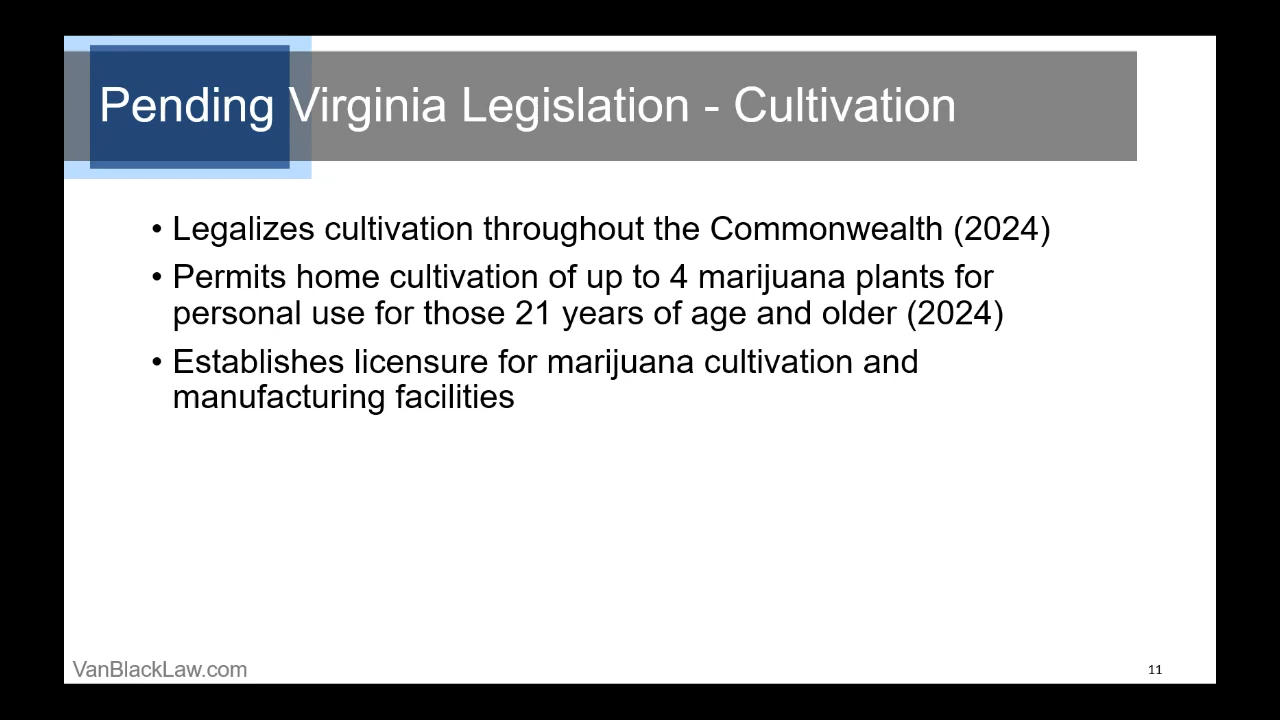 Pending Virginia Legislation - Cultivation
• Legalizes cultivation throughout the Commonwealth (2024)
• Permits home cultivation of up to 4 marijuana plants for
personal use for those 21 years of age and older (2024)
• Establishes licensure for marijuana cultivation and
manufacturing facilities
VanBlackLaw.com
11